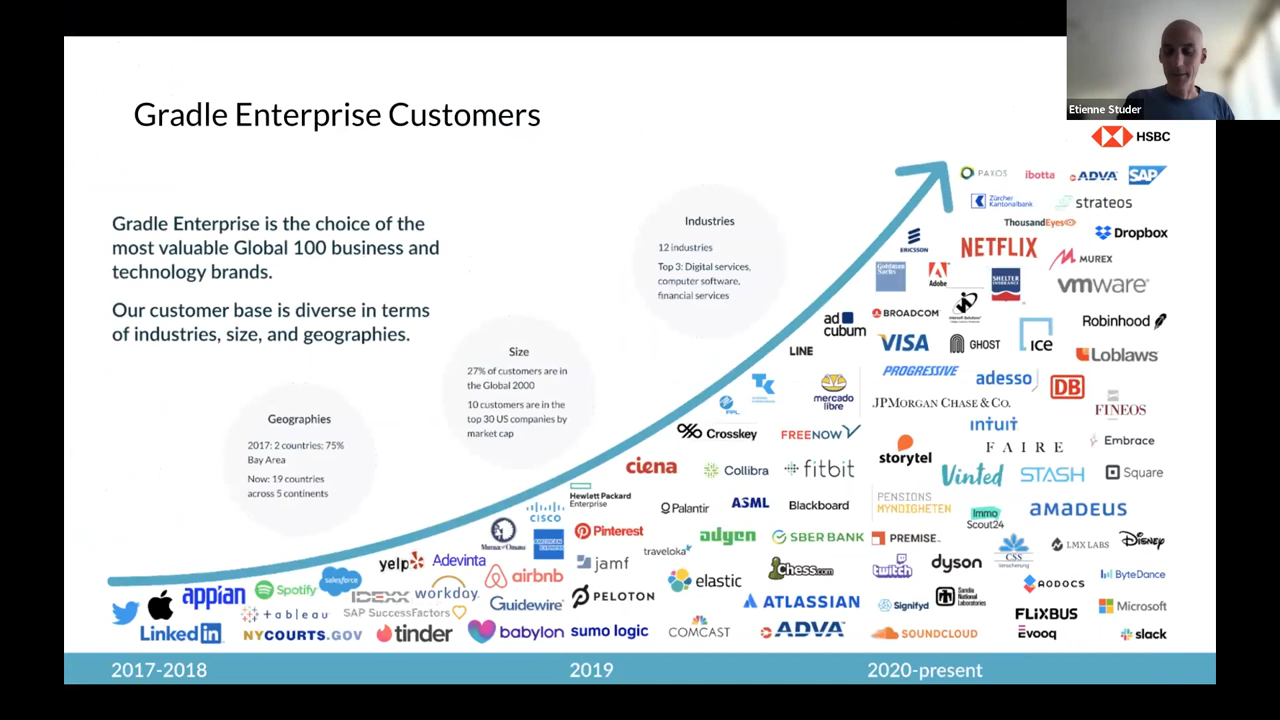 Etienne Studer
Gradle Enterprise Customers
HSBC
PAXOS ibotta ADVA SAP
Zürcher Kantonalbank strateos
ThousandEyes
Dropbox
Gradle Enterprise is the choice of the
most valuable Global 100 business and
technology brands.
Our customer base is diverse in terms
of industries, size, and geographies.
Industries
12 industries
Top 3: Digital services,
computer software,
financial services
Size
27% of customers are in
the Global 2000
10 customers are in the
top 30 US companies by
market cap
Geographies
2017: 2 countries; 75%
Bay Area
Now: 19 countries
across 5 continents
ERICSSON NETFLIX MUREX
Goldman Sachs Adobe SHELTER INSURANCE vmware
BROADCOM Robinhood
ad cubum VISA GHOST ICE Loblaws
LINE
PROGRESSIVE adesso DB
mercado libre
PPL
JPMORGAN CHASE & CO. FINEOS
Crosskey FREENOW intuit
FAIRE Embrace
storytel
ciena Collibra fitbit Vinted STASH Square
Hewlett Packard
Enterprise
Palantir ASML Blackboard PENSIONS
MYNDIGHETEN Immo
Scout24 amadeus
CISCO
Mutual of Omaha AMERICAN EXPRESS Pinterest adyen SBER BANK PREMISE LMX LABS Disney
yelp Adevinta jamf traveloka Chess.com twitch dyson CSS
Versicherung
airbnb elastic AODOCS ByteDance
appian Spotify salesforce IDEXX workday
tableau SAP SuccessFactors Guidewire PELOTON ATLASSIAN Signifyd Sandia
National
Laboratories FLiXBUS Microsoft
LinkedIn NYCOURTS.GOV tinder babylon sumo logic COMCAST ADVA SOUNDCLOUD Evooq slack
2017-2018 2019 2020-present